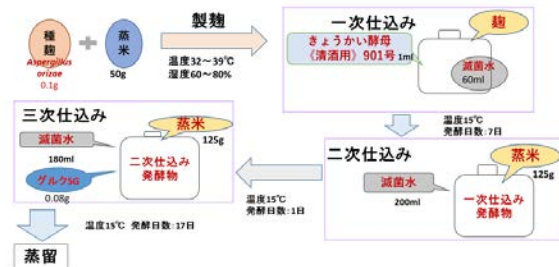 種麹
Aspergillus
orizae
0.1g
蒸米
50g
製麹
温度32～39℃
湿度60～80%
一次仕込み
麹
きょうかい酵母
《清酒用》901号
1ml
滅菌水
60ml
温度15℃
発酵日数:7日
二次仕込み
蒸米
125g
滅菌水
200ml
一次仕込み
発酵物
温度15℃
発酵日数:1日
三次仕込み
蒸米
125g
滅菌水
180ml
二次仕込み
発酵物
グルクSG
0.08g
温度15℃ 発酵日数:17日
蒸留